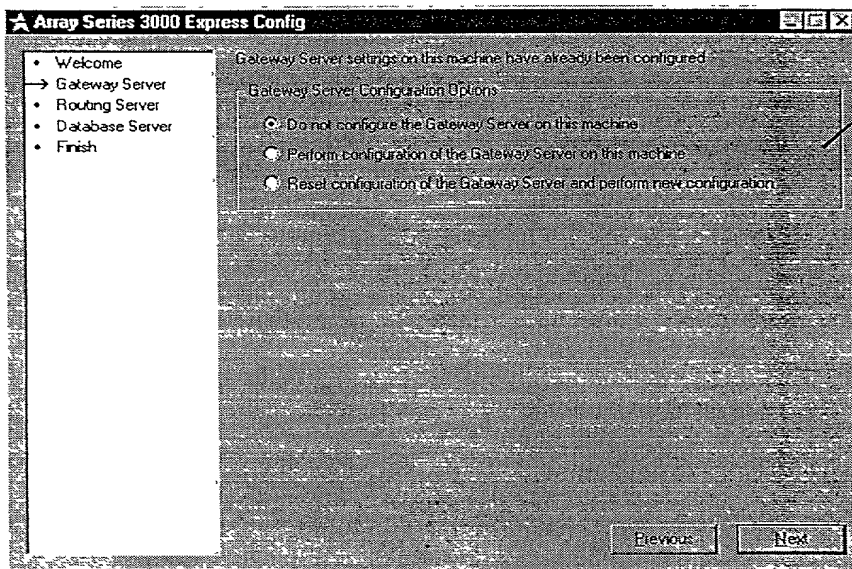 Array Series 3000 Express Config
Welcome
Gateway Server
Routing Server
Database Server
Finish
Gateway Server settings on this machine have already been configured
Gateway Server Configuration Options
Do not configure the Gateway Server on this machine
Perform configuration of the Gateway Server on this machine
Reset configuration of the Gateway Server and perform new configuration
Previous
Next